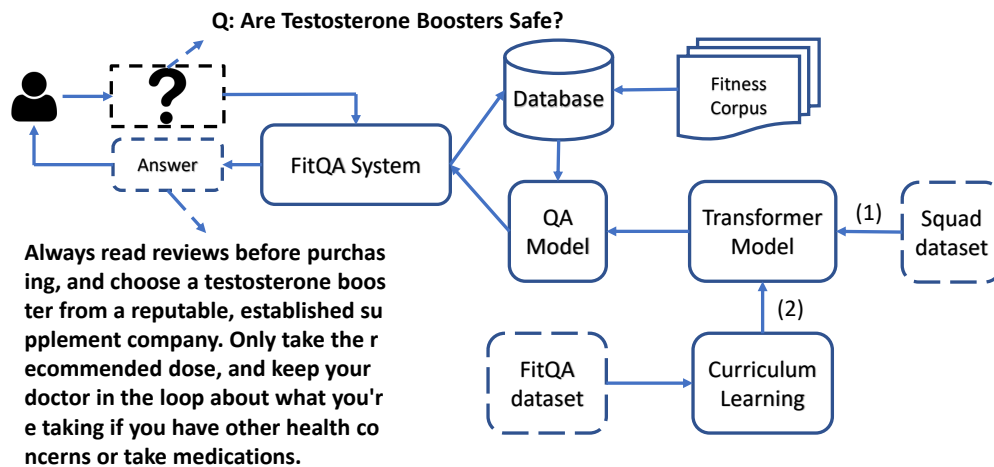 Q: Are Testosterone Boosters Safe?
?
Database
Fitness
Corpus
Answer
FitQA System
QA
Model
Transformer
Model
(1)
Squad
dataset
Always read reviews before purchas
ing, and choose a testosterone boos
ter from a reputable, established su
pplement company. Only take the r
ecommended dose, and keep your
doctor in the loop about what you'r
e taking if you have other health co
ncerns or take medications.
(2)
FitQA
dataset
Curriculum
Learning